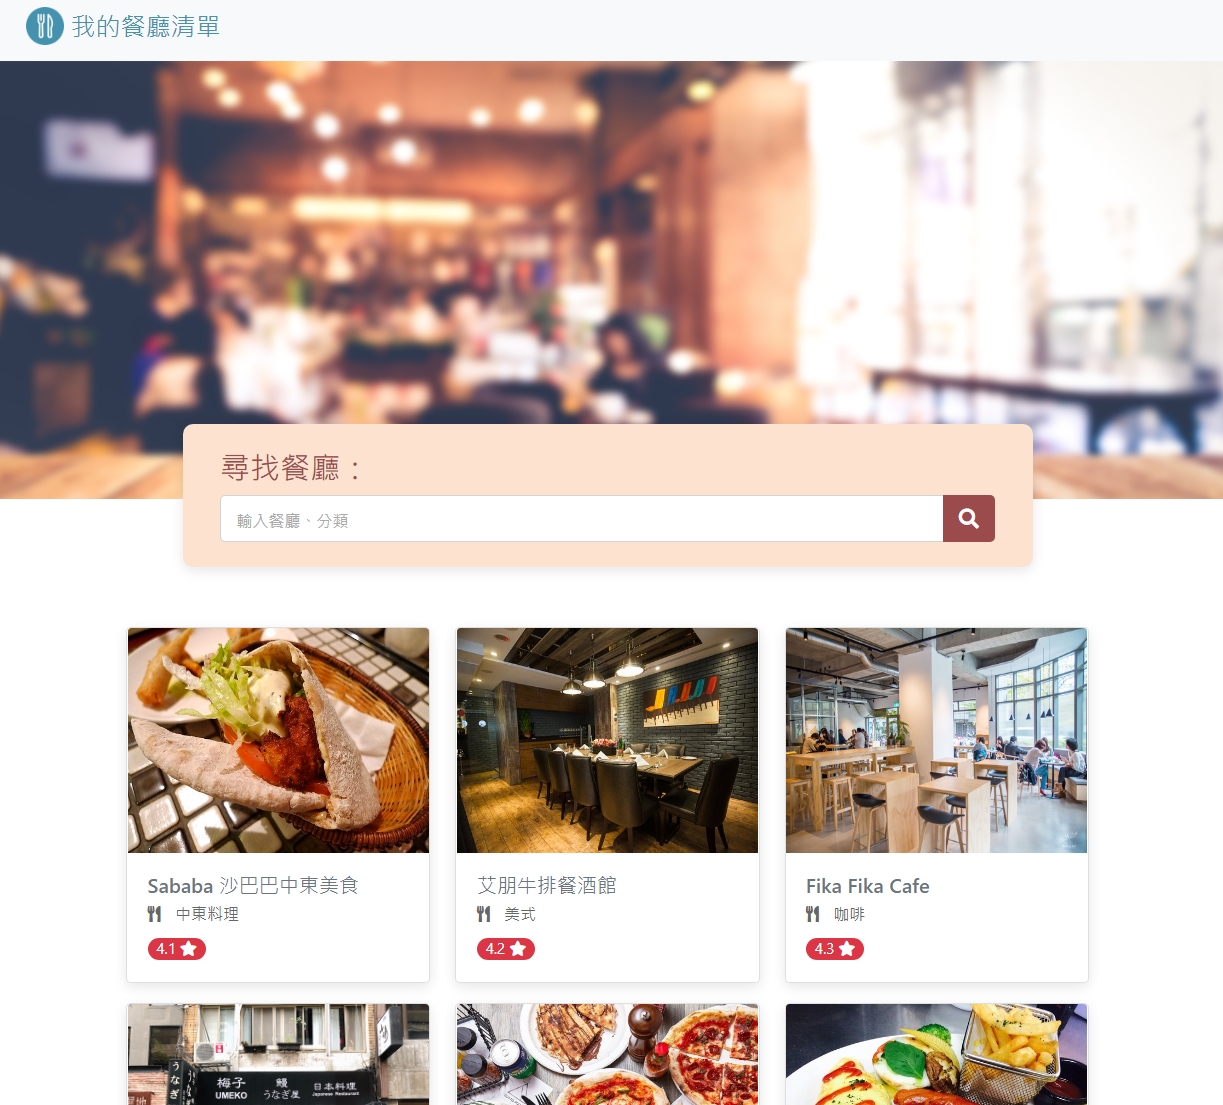 我的餐廳清單
尋找餐廳：
輸入餐廳、分類
Sababa 沙巴巴中東美食
中東料理
4.1
艾朋牛排餐酒館
美式
4.2
Fika Fika Cafe
咖啡
4.3
うなぎ
梅子
UMEKO
鰻
うなぎ屋
日本料理
Japanese Restaurant